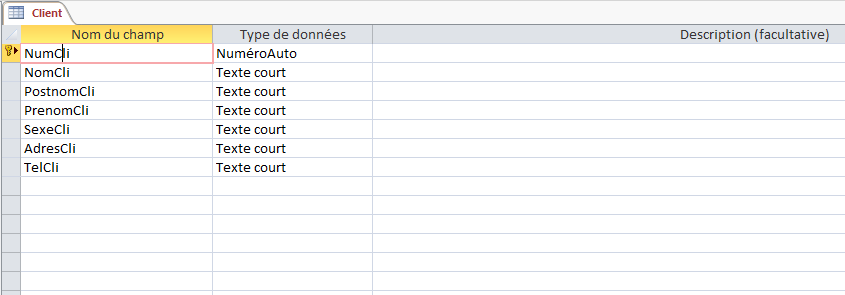 Client
Nom du champ Type de données Description (facultative)
NumCli NuméroAuto
NomCli Texte court
PostnomCli Texte court
PrenomCli Texte court
SexeCli Texte court
AdresCli Texte court
TelCli Texte court